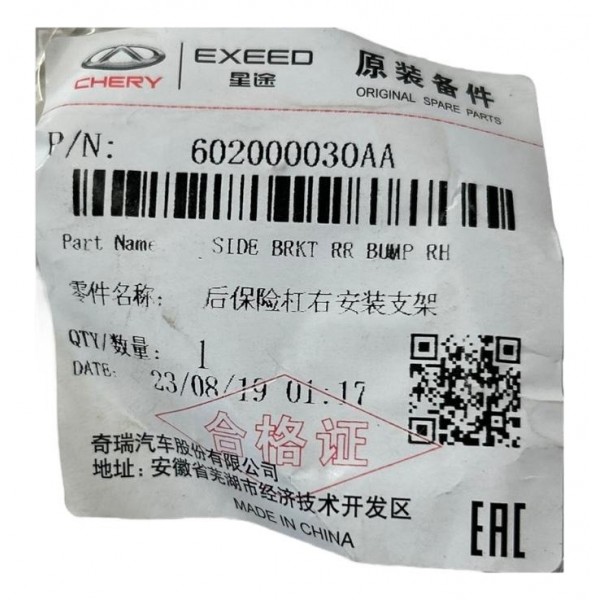 CHERY
EXEED
星途
原装备件
ORIGINAL SPARE PARTS
P/N: 602000030AA
Part Name SIDE BRKT RR BUMP RH
零件名称: 后保险杠右安装支架
QTY/数量: 1
DATE: 23/08/19 01:17
合格证
奇瑞汽车股份有限公司
地址: 安徽省芜湖市经济技术开发区
MADE IN CHINA
EAC